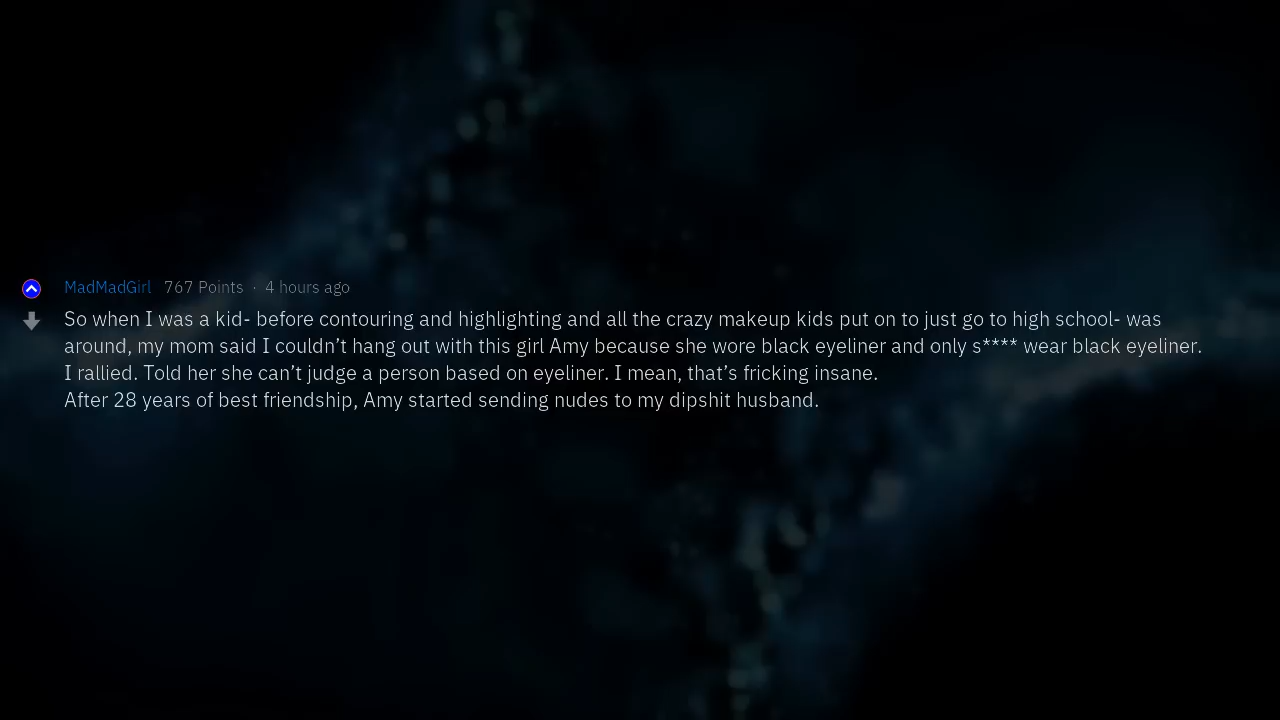 MadMadGirl 767 Points · 4 hours ago
So when I was a kid- before contouring and highlighting and all the crazy makeup kids put on to just go to high school- was
around, my mom said I couldn’t hang out with this girl Amy because she wore black eyeliner and only s**** wear black eyeliner.
I rallied. Told her she can’t judge a person based on eyeliner. I mean, that’s fricking insane.
After 28 years of best friendship, Amy started sending nudes to my dipshit husband.